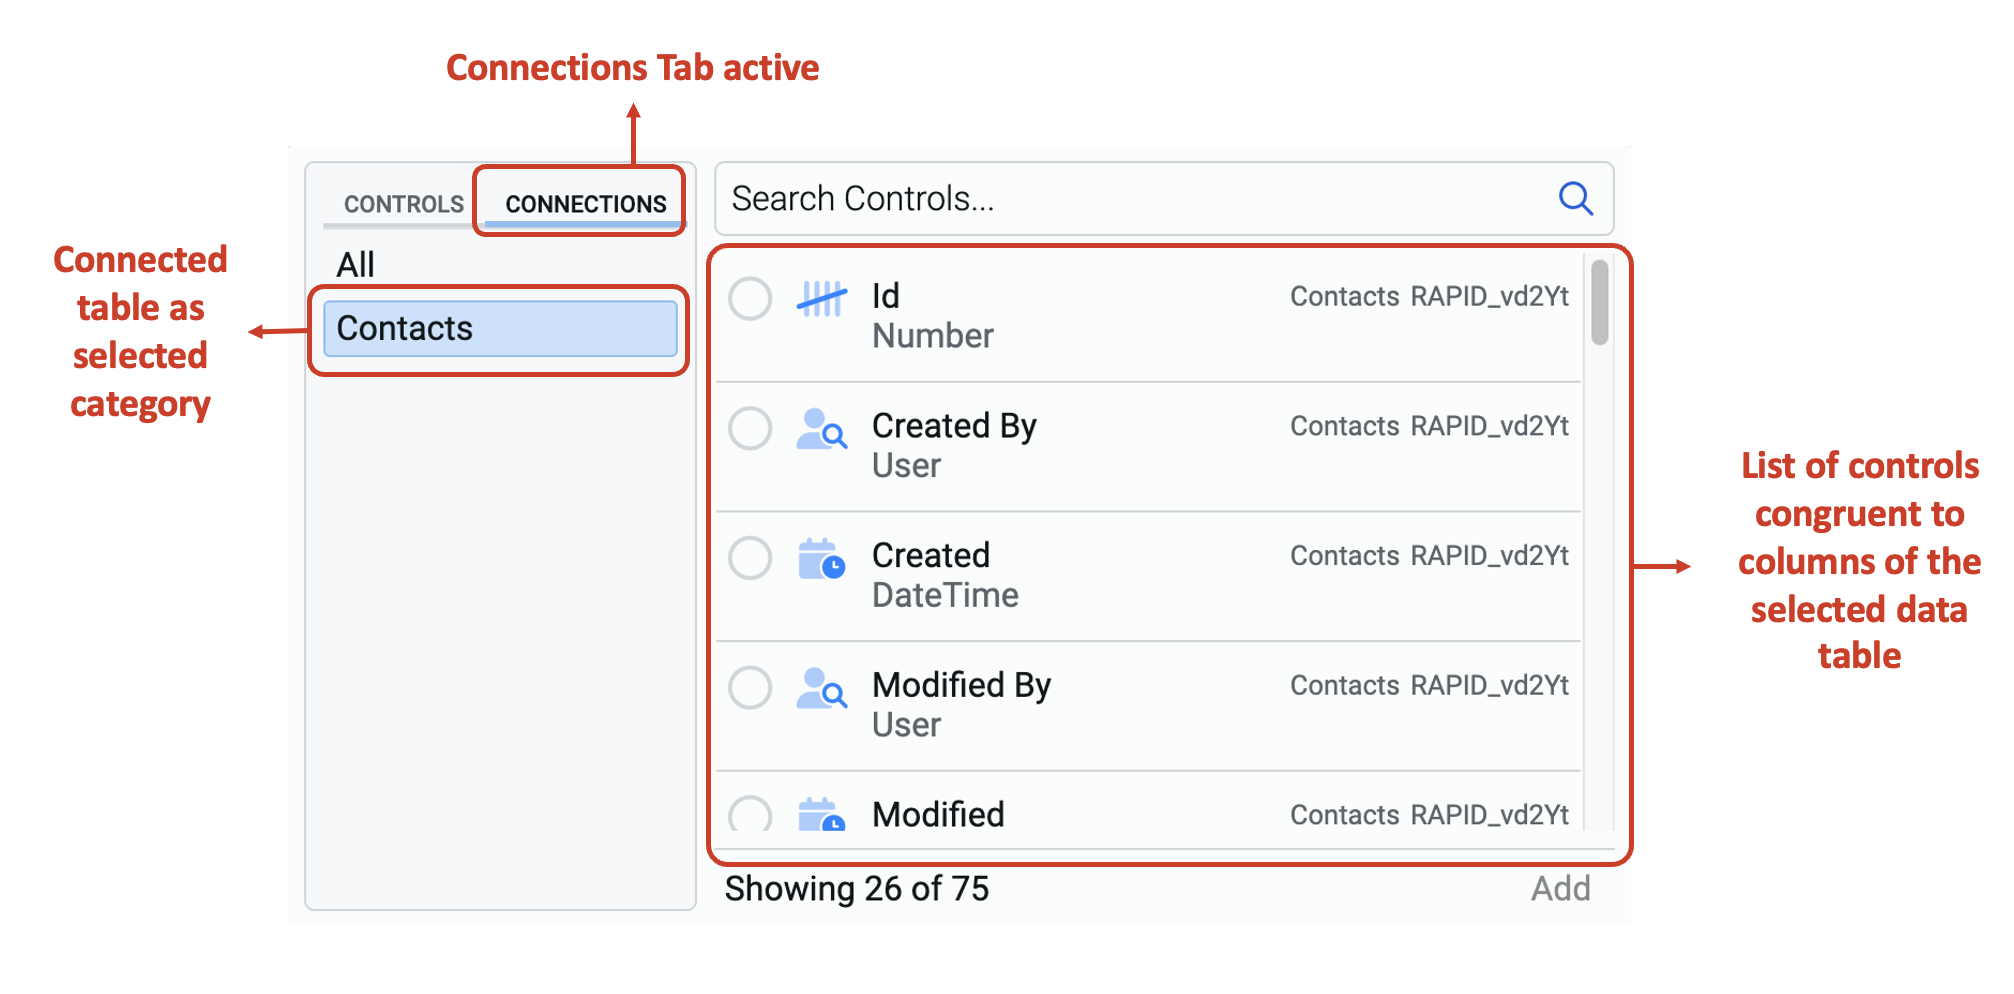 Connections Tab active
CONTROLS CONNECTIONS
Search Controls...
All
Contacts
Connected
table as
selected
category
Id
Number
Contacts RAPID_vd2Yt
Created By
User
Contacts RAPID_vd2Yt
Created
DateTime
Contacts RAPID_vd2Yt
Modified By
User
Contacts RAPID_vd2Yt
Modified
Contacts RAPID_vd2Yt
List of controls
congruent to
columns of the
selected data
table
Showing 26 of 75
Add